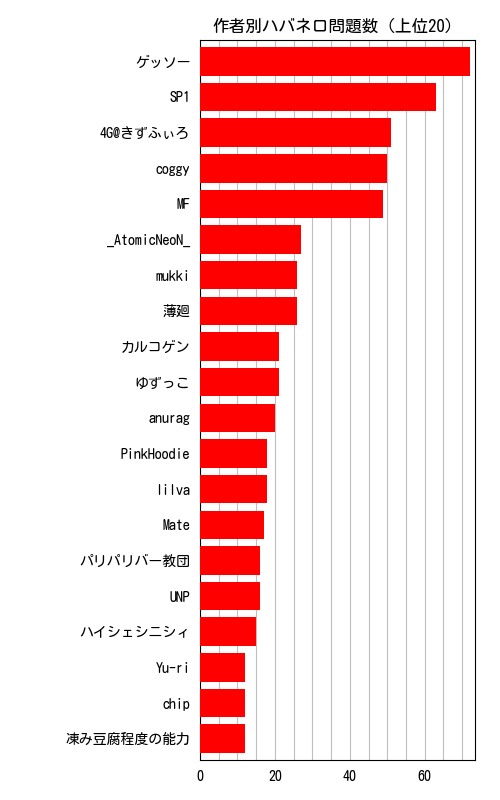 作者別ハバネロ問題数 (上位20)
ゲッソー
SP1
4G@きずふぃろ
coggy
MF
_AtomicNeoN_
mukki
薄廻
カルコゲン
ゆずっこ
anurag
PinkHoodie
lilva
Mate
パリパリバー教団
UNP
ハイシェシニシィ
Yu-ri
chip
凍み豆腐程度の能力
0 20 40 60